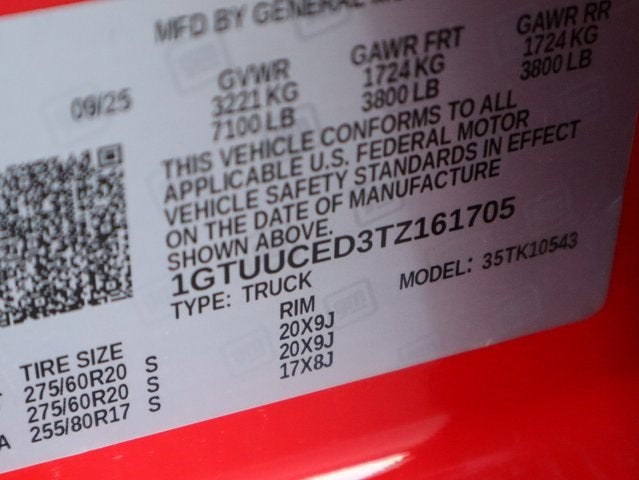 MFD BY GENERAL
09/25
GVWR
3221 KG
7100 LB
GAWR FRT
1724 KG
3800 LB
GAWR RR
1724 KG
3800 LB
THIS VEHICLE CONFORMS TO ALL
APPLICABLE U.S. FEDERAL MOTOR
VEHICLE SAFETY STANDARDS IN EFFECT
ON THE DATE OF MANUFACTURE
SHOWN ABOVE.
1GTUUCED3TZ161705
TYPE: TRUCK MODEL: 35TK10543
TIRE SIZE RIM
275/60R20 S 20X9J
275/60R20 S 20X9J
255/80R17 S 17X8J